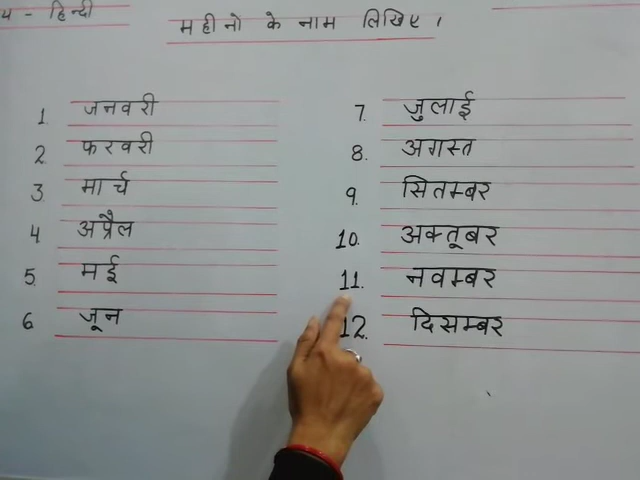 य - हिन्दी
महीनो के नाम लिखिए।
1. जनवरी
2. फरवरी
3. मार्च
4 अप्रैल
5. मई
6 जून
7. जुलाई
8. अगस्त
9. सितम्बर
10. अक्तूबर
11. नवम्बर
12. दिसम्बर